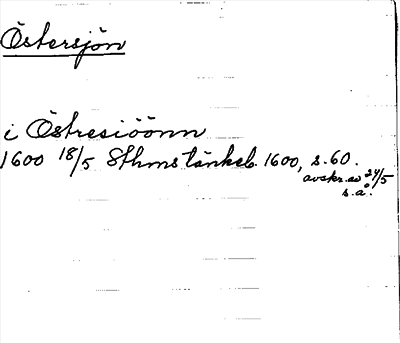 Östersjön
i Östresiöönn
1600 18/5 Sthms tänkeb. 1600, s. 60.
avskr. av 24/5
s.å.